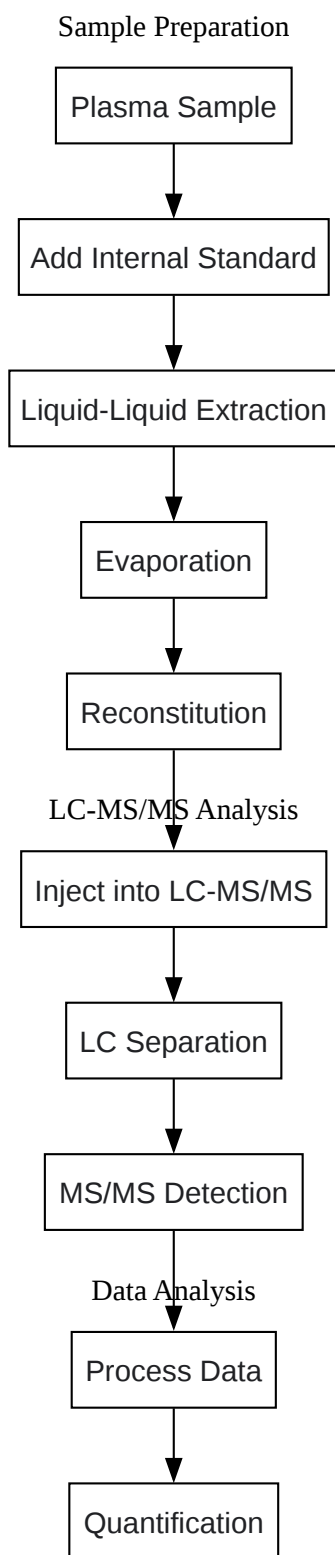 Sample Preparation
Plasma Sample
Add Internal Standard
Liquid-Liquid Extraction
Evaporation
Reconstitution
LC-MS/MS Analysis
Inject into LC-MS/MS
LC Separation
MS/MS Detection
Data Analysis
Process Data
Quantification